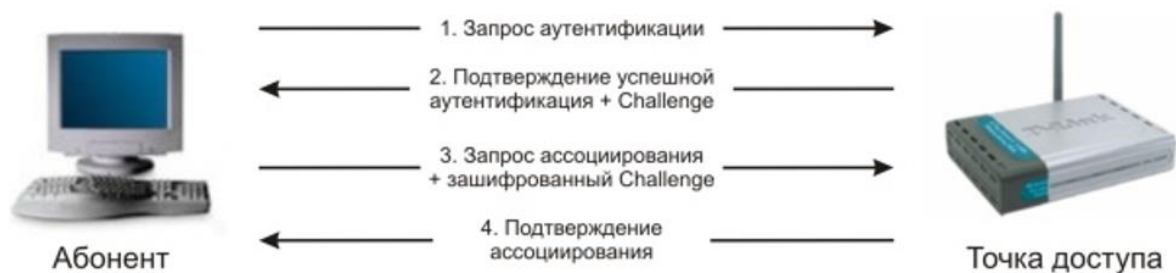 1. Запрос аутентификации
2. Подтверждение успешной
аутентификация + Challenge
3. Запрос ассоциирования
+ зашифрованный Challenge
4. Подтверждение
ассоциирования
Абонент
Точка доступа